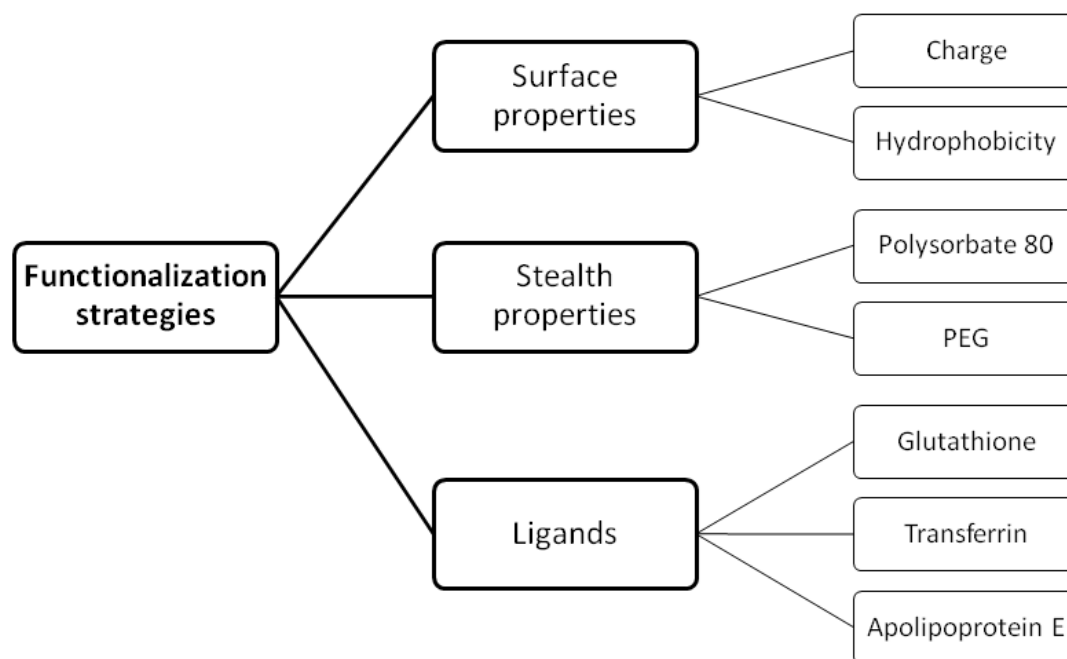 Functionalization
strategies
Surface
properties
Charge
Hydrophobicity
Stealth
properties
Polysorbate 80
PEG
Ligands
Glutathione
Transferrin
Apolipoprotein E